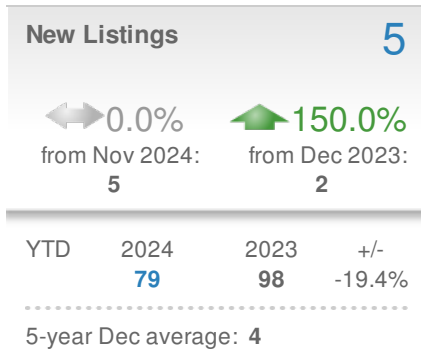 New Listings 5
0.0% 150.0%
from Nov 2024: from Dec 2023:
5 2
YTD 2024 2023 +/-
79 98 -19.4%
5-year Dec average: 4